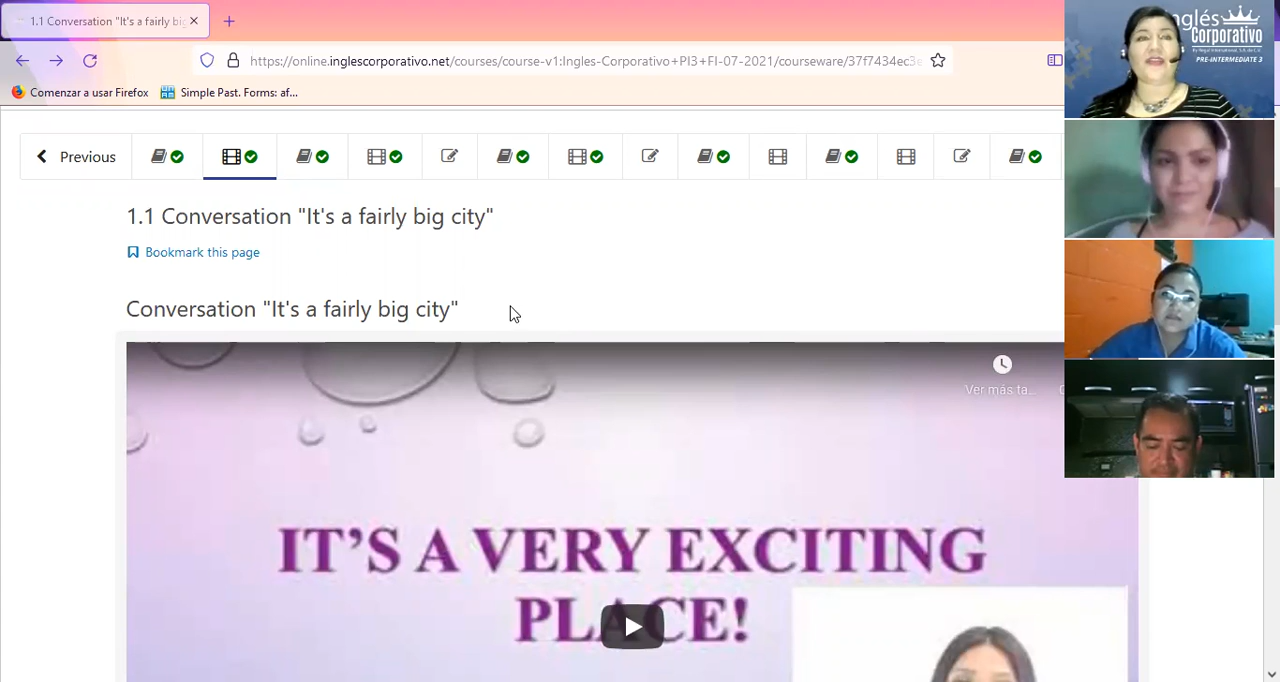 1.1 Conversation "It's a fairly big
https://online.inglescorporativo.net/courses/course-v1:Ingles-Corporativo+PI3+FI-07-2021/courseware/37f7434ec3e
Comenzar a usar Firefox
Simple Past. Forms: af...
Inglés
Corporativo
PRE-INTERMEDIATE 3
Previous
1.1 Conversation "It's a fairly big city"
Bookmark this page
Conversation "It's a fairly big city"
Ver más ta...
IT'S A VERY EXCITING
PLACE!